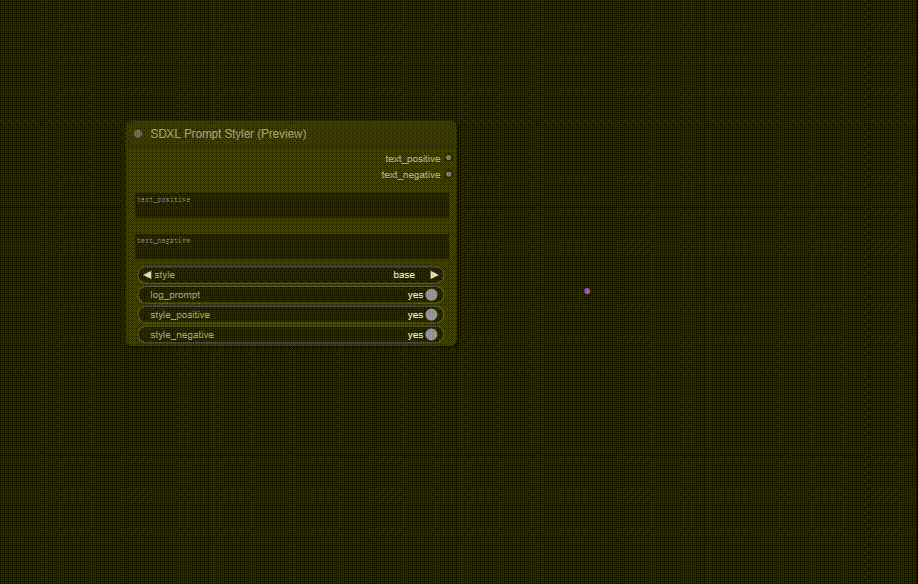 SDXL Prompt Styler (Preview)
text_positive
text_negative
text_positive
text_negative
style base
log_prompt yes
style_positive yes
style_negative yes